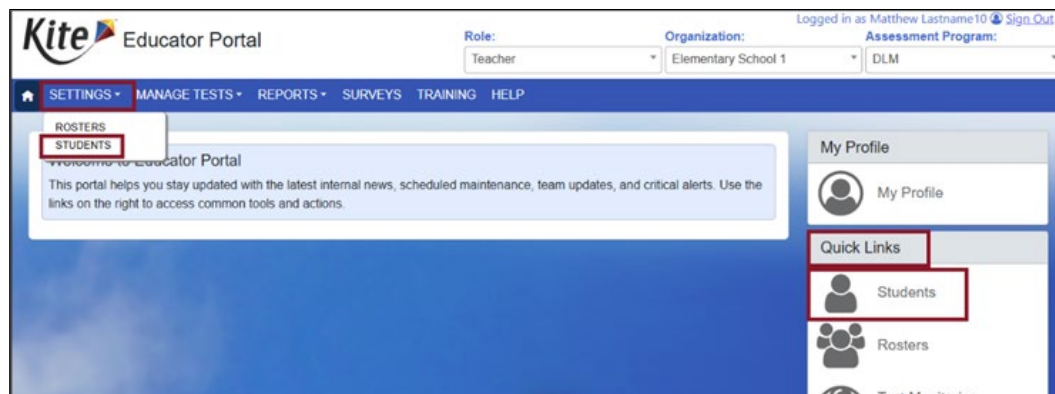 Logged in as Matthew Lastname10 Sign Out
Kite Educator Portal
Role: Organization: Assessment Program:
Teacher Elementary School 1 DLM
SETTINGS MANAGE TESTS REPORTS SURVEYS TRAINING HELP
ROSTERS
STUDENTS
Welcome to Educator Portal
This portal helps you stay updated with the latest internal news, scheduled maintenance, team updates, and critical alerts. Use the
links on the right to access common tools and actions.
My Profile
My Profile
Quick Links
Students
Rosters